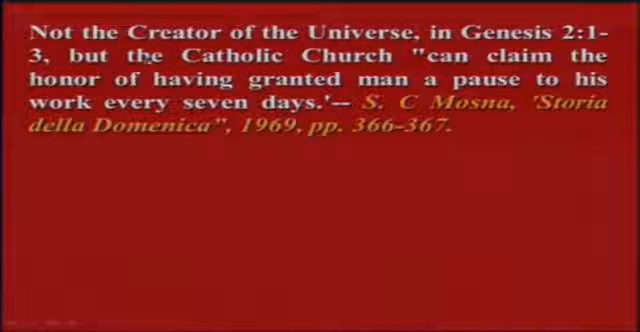 Not the Creator of the Universe, in Genesis 2:1-
3, but the Catholic Church "can claim the
honor of having granted man a pause to his
work every seven days.'-- S. C Mosna, 'Storia
della Domenica", 1969, pp. 366-367.